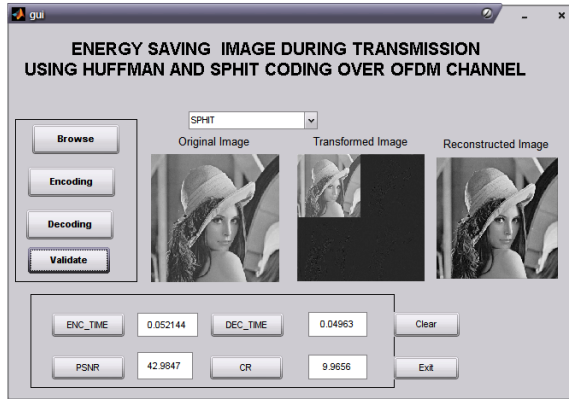 gui
ENERGY SAVING IMAGE DURING TRANSMISSION
USING HUFFMAN AND SPHIT CODING OVER OFDM CHANNEL
SPHIT
Browse
Original Image
Transformed Image
Reconstructed Image
Encoding
Decoding
Validate
ENC_TIME
0.052144
DEC_TIME
0.04963
Clear
PSNR
42.9847
CR
9.9656
Exit